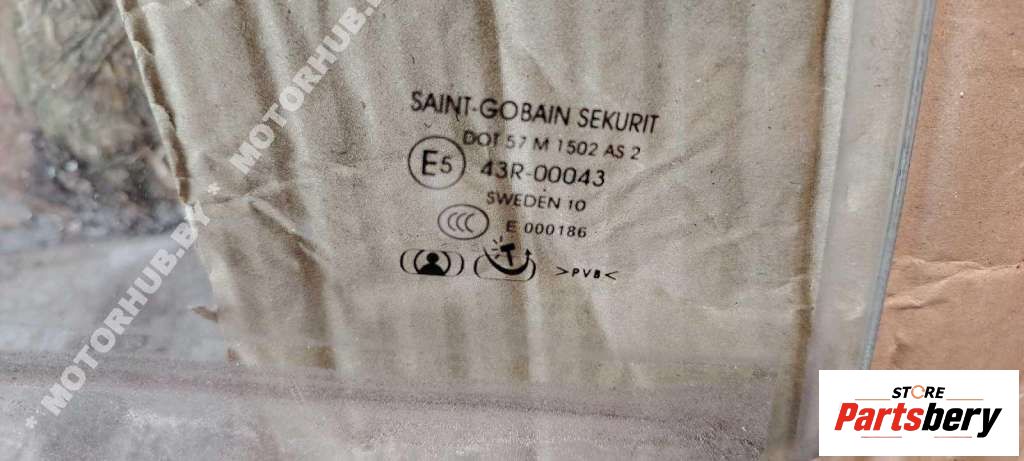 MOTORHUB.BY * MOTORHUB.BY * MOTORHUB.BY
SAINT-GOBAIN SEKURIT
DOT 57 M 1502 AS 2
E5 43R-00043
SWEDEN 10
CCC E 000186
>PVB<
STORE
Partsbery